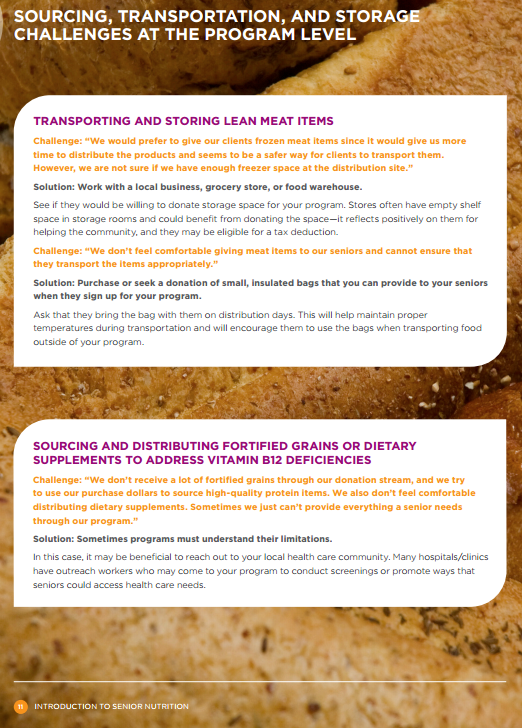 SOURCING, TRANSPORTATION, AND STORAGE
CHALLENGES AT THE PROGRAM LEVEL
TRANSPORTING AND STORING LEAN MEAT ITEMS
Challenge: “We would prefer to give our clients frozen meat items since it would give us more
time to distribute the products and seems to be a safer way for clients to transport them.
However, we are not sure if we have enough freezer space at the distribution site.”
Solution: Work with a local business, grocery store, or food warehouse.
See if they would be willing to donate storage space for your program. Stores often have empty shelf
space in storage rooms and could benefit from donating the space—it reflects positively on them for
helping the community, and they may be eligible for a tax deduction.
Challenge: “We don’t feel comfortable giving meat items to our seniors and cannot ensure that
they transport the items appropriately.”
Solution: Purchase or seek a donation of small, insulated bags that you can provide to your seniors
when they sign up for your program.
Ask that they bring the bag with them on distribution days. This will help maintain proper
temperatures during transportation and will encourage them to use the bags when transporting food
outside of your program.
SOURCING AND DISTRIBUTING FORTIFIED GRAINS OR DIETARY
SUPPLEMENTS TO ADDRESS VITAMIN B12 DEFICIENCIES
Challenge: “We don’t receive a lot of fortified grains through our donation stream, and we try
to use our purchase dollars to source high-quality protein items. We also don’t feel comfortable
distributing dietary supplements. Sometimes we just can’t provide everything a senior needs
through our program.”
Solution: Sometimes programs must understand their limitations.
In this case, it may be beneficial to reach out to your local health care community. Many hospitals/clinics
have outreach workers who may come to your program to conduct screenings or promote ways that
seniors could access health care needs.
11 INTRODUCTION TO SENIOR NUTRITION